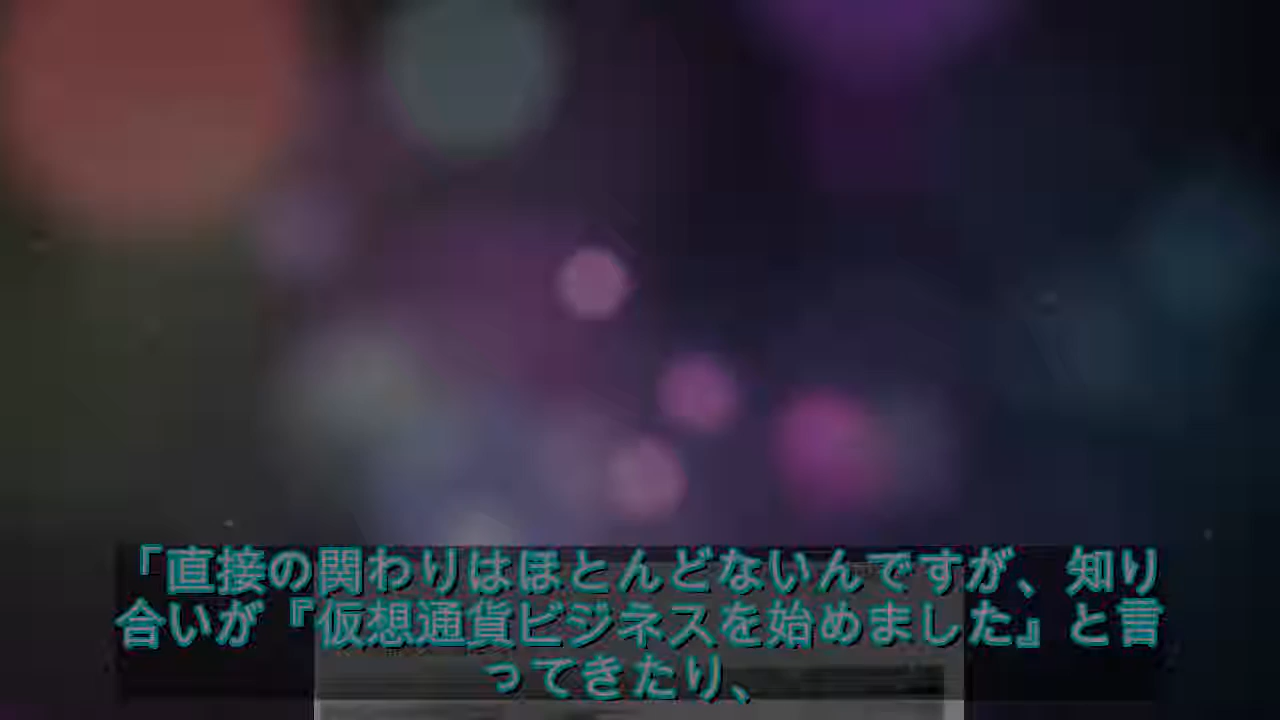 「直接の関わりはほとんどないんですが、知り
合いが『仮想通貨ビジネスを始めました』と言
ってきたり、